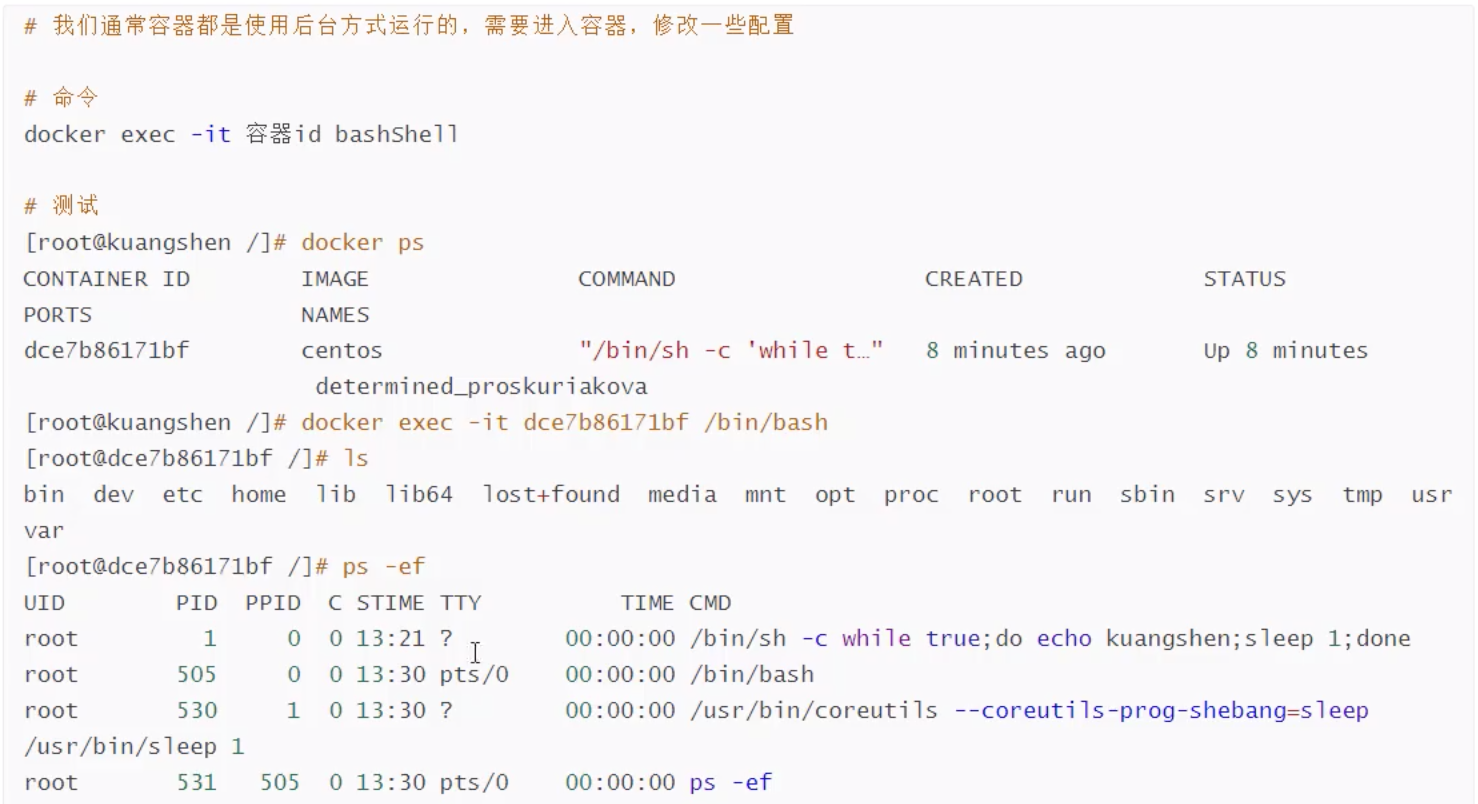 # 我们通常容器都是使用后台方式运行的，需要进入容器，修改一些配置
# 命令
docker exec -it 容器id bashShell
# 测试
[root@kuangshen /]# docker ps
CONTAINER ID        IMAGE               COMMAND                  CREATED             STATUS
PORTS               NAMES
dce7b86171bf        centos              "/bin/sh -c 'while t…"   8 minutes ago       Up 8 minutes
                     determined_proskuriakova
[root@kuangshen /]# docker exec -it dce7b86171bf /bin/bash
[root@dce7b86171bf /]# ls
bin  dev  etc  home  lib  lib64  lost+found  media  mnt  opt  proc  root  run  sbin  srv  sys  tmp  usr
var
[root@dce7b86171bf /]# ps -ef
UID        PID  PPID  C STIME TTY          TIME CMD
root         1     0  0 13:21 ?        00:00:00 /bin/sh -c while true;do echo kuangshen;sleep 1;done
root       505     0  0 13:30 pts/0    00:00:00 /bin/bash
root       530     1  0 13:30 ?        00:00:00 /usr/bin/coreutils --coreutils-prog-shebang=sleep
/usr/bin/sleep 1
root       531   505  0 13:30 pts/0    00:00:00 ps -ef